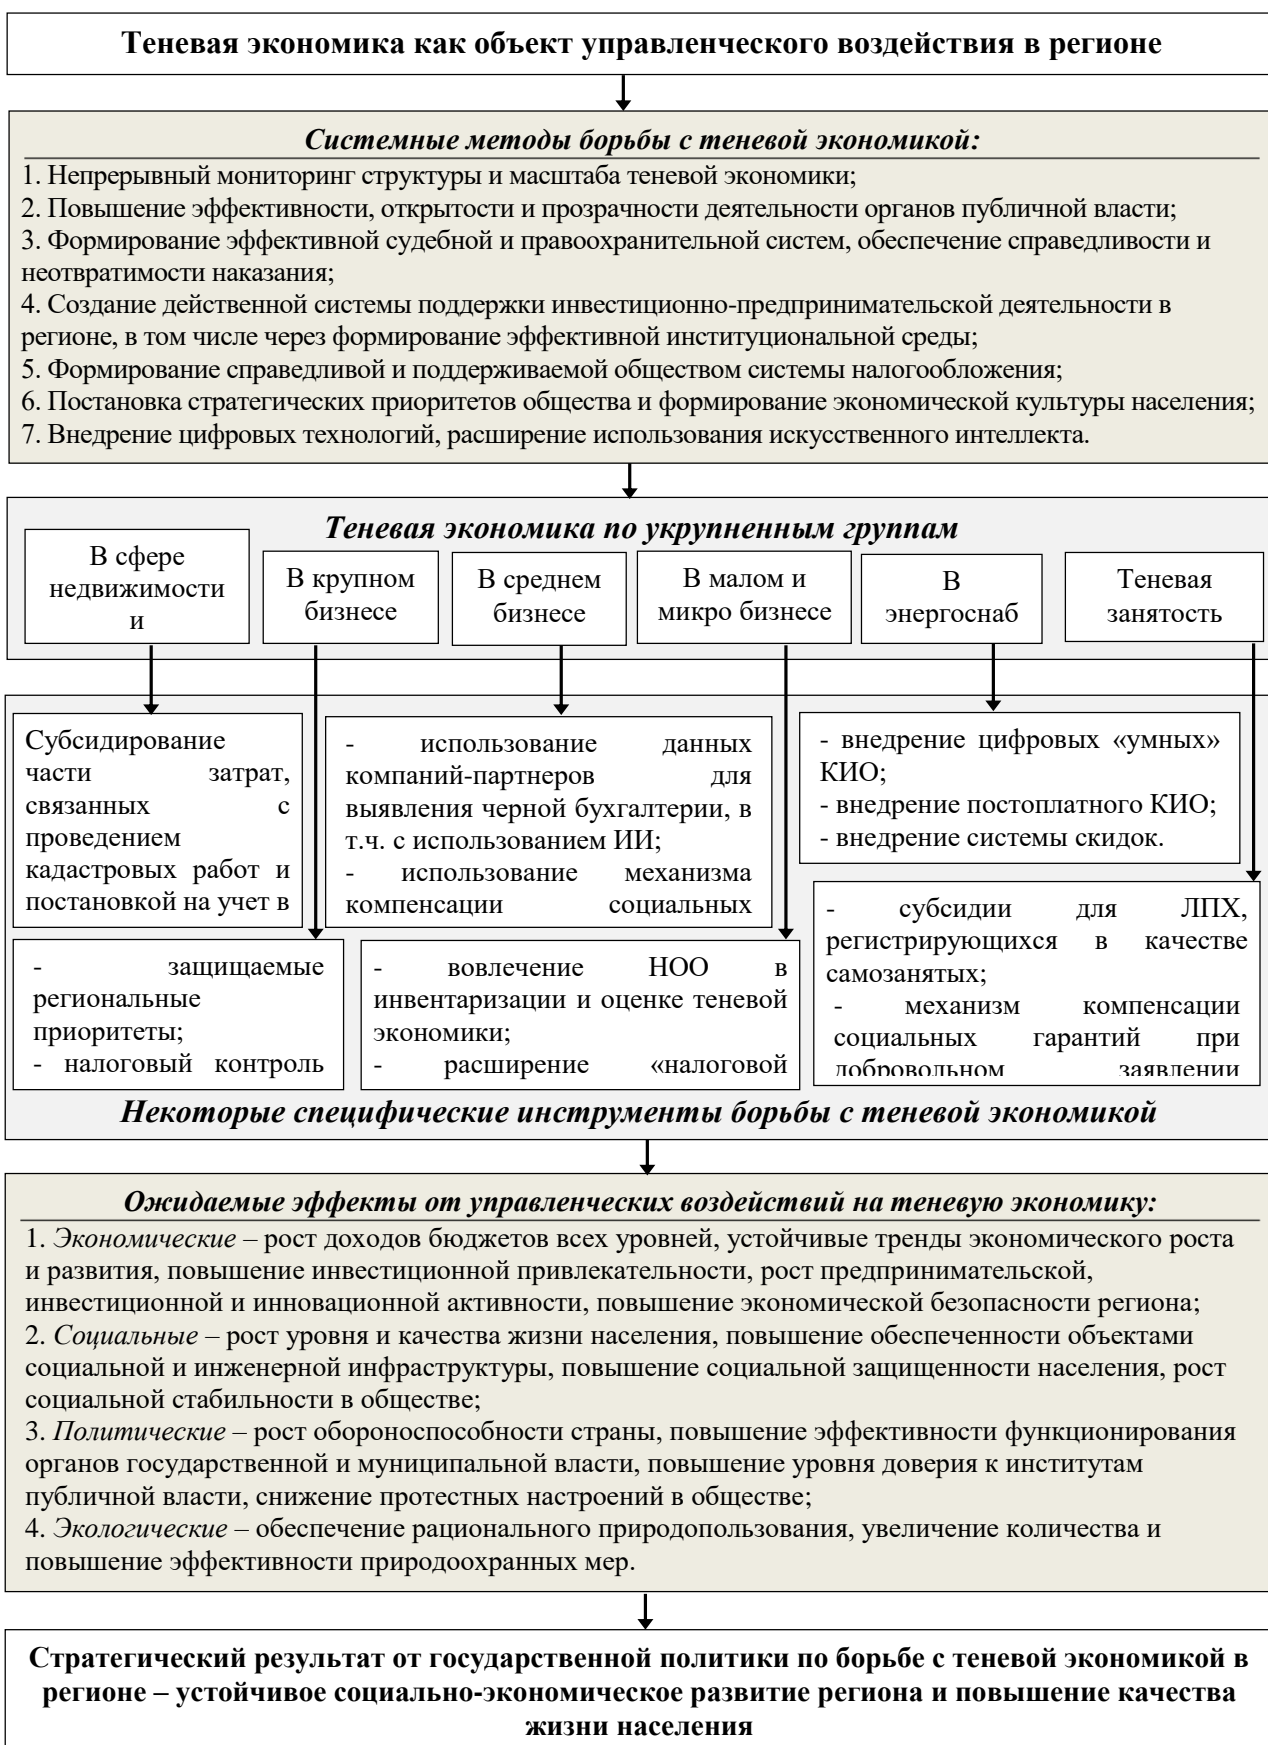 Теневая экономика как объект управленческого воздействия в регионе
Системные методы борьбы с теневой экономикой:
1. Непрерывный мониторинг структуры и масштаба теневой экономики;
2. Повышение эффективности, открытости и прозрачности деятельности органов публичной власти;
3. Формирование эффективной судебной и правоохранительной систем, обеспечение справедливости и
неотвратимости наказания;
4. Создание действенной системы поддержки инвестиционно-предпринимательской деятельности в
регионе, в том числе через формирование эффективной институциональной среды;
5. Формирование справедливой и поддерживаемой обществом системы налогообложения;
6. Постановка стратегических приоритетов общества и формирование экономической культуры населения;
7. Внедрение цифровых технологий, расширение использования искусственного интеллекта.
Теневая экономика по укрупненным группам
В сфере
недвижимости
и
В крупном
бизнесе
В среднем
бизнесе
В малом и
микро бизнесе
В
энергоснаб
Теневая
занятость
Субсидирование
части затрат,
связанных с
проведением
кадастровых работ и
постановкой на учет в
- использование данных
компаний-партнеров для
выявления черной бухгалтерии, в
т.ч. с использованием ИИ;
- использование механизма
компенсации социальных
- внедрение цифровых «умных»
КИО;
- внедрение постоплатного КИО;
- внедрение системы скидок.
- защищаемые
региональные
приоритеты;
- налоговый контроль
- вовлечение НОО в
инвентаризации и оценке теневой
экономики;
- расширение «налоговой
- субсидии для ЛПХ,
регистрирующихся в качестве
самозанятых;
- механизм компенсации
социальных гарантий при
добровольном заявлении
Некоторые специфические инструменты борьбы с теневой экономикой
Ожидаемые эффекты от управленческих воздействий на теневую экономику:
1. Экономические – рост доходов бюджетов всех уровней, устойчивые тренды экономического роста
и развития, повышение инвестиционной привлекательности, рост предпринимательской,
инвестиционной и инновационной активности, повышение экономической безопасности региона;
2. Социальные – рост уровня и качества жизни населения, повышение обеспеченности объектами
социальной и инженерной инфраструктуры, повышение социальной защищенности населения, рост
социальной стабильности в обществе;
3. Политические – рост обороноспособности страны, повышение эффективности функционирования
органов государственной и муниципальной власти, повышение уровня доверия к институтам
публичной власти, снижение протестных настроений в обществе;
4. Экологические – обеспечение рационального природопользования, увеличение количества и
повышение эффективности природоохранных мер.
Стратегический результат от государственной политики по борьбе с теневой экономикой в
регионе – устойчивое социально-экономическое развитие региона и повышение качества
жизни населения